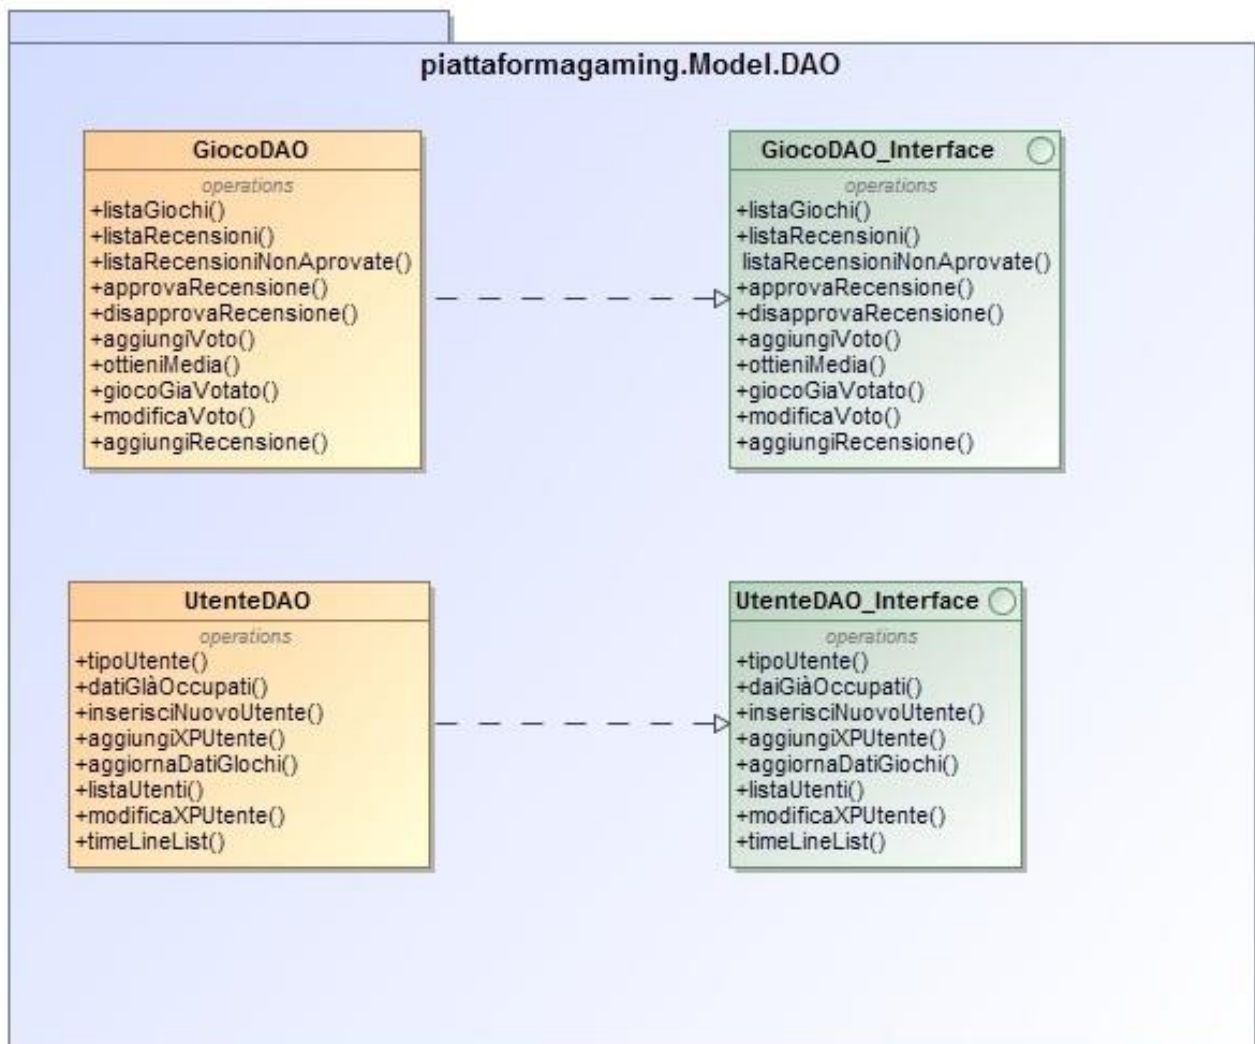 piattaformagaming.Model.DAO
GiocoDAO
operations
+listaGiochi()
+listaRecensioni()
+listaRecensioniNonAprovate()
+approvaRecensione()
+disapprovaRecensione()
+aggiungiVoto()
+ottieniMedia()
+giocoGiaVotato()
+modificaVoto()
+aggiungiRecensione()
GiocoDAO_Interface
operations
+listaGiochi()
+listaRecensioni()
listaRecensioniNonAprovate()
+approvaRecensione()
+disapprovaRecensione()
+aggiungiVoto()
+ottieniMedia()
+giocoGiaVotato()
+modificaVoto()
+aggiungiRecensione()
UtenteDAO
operations
+tipoUtente()
+datiGIàOccupati()
+inserisciNuovoUtente()
+aggiungiXPUtente()
+aggiornaDatiGIochi()
+listaUtenti()
+modificaXPUtente()
+timeLineList()
UtenteDAO_Interface
operations
+tipoUtente()
+daiGiàOccupati()
+inserisciNuovoUtente()
+aggiungiXPUtente()
+aggiornaDatiGiochi()
+listaUtenti()
+modificaXPUtente()
+timeLineList()